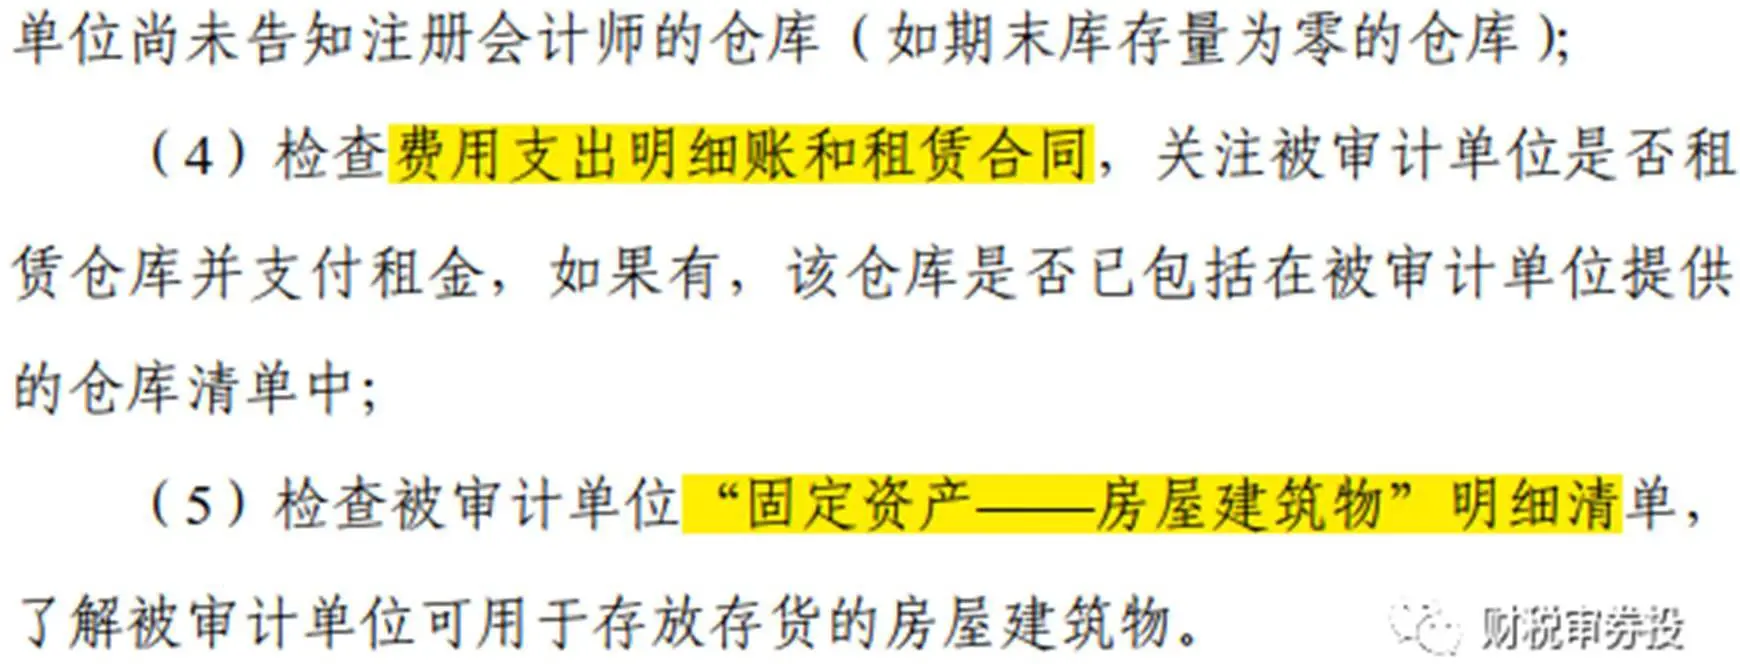 单位尚未告知注册会计师的仓库（如期末库存量为零的仓库）；
（4）检查费用支出明细账和租赁合同，关注被审计单位是否租
赁仓库并支付租金，如果有，该仓库是否已包括在被审计单位提供
的仓库清单中；
（5）检查被审计单位“固定资产——房屋建筑物”明细清单，
了解被审计单位可用于存放存货的房屋建筑物。
财税审券投